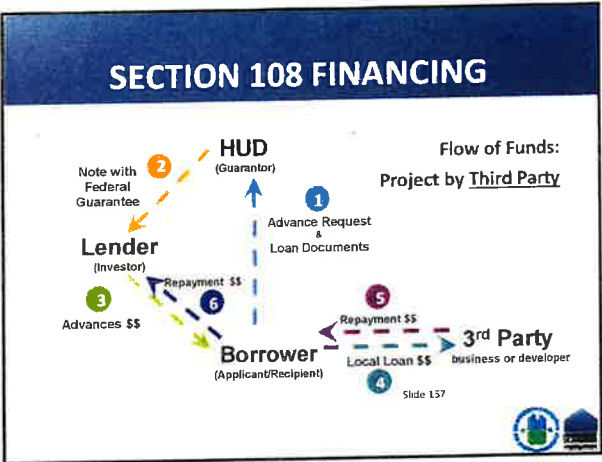 SECTION 108 FINANCING
HUD
(Guarantor)
Flow of Funds:
Project by Third Party
2
Note with
Federal
Guarantee
1
Advance Request
&
Loan Documents
Lender
(Investor)
3
Advances $$
Repayment $$
6
5
Repayment $$
Borrower
(Applicant/Recipient)
Local Loan $$
4
3rd Party
business or developer
Slide 157